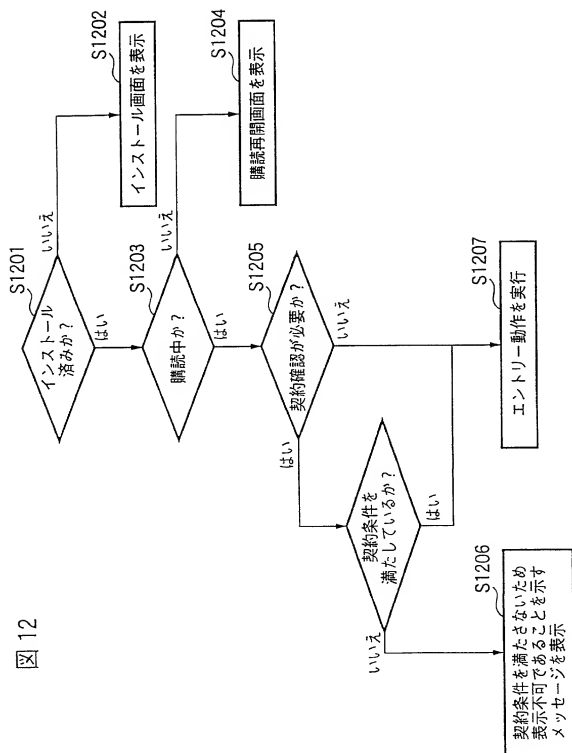 図 12
S1201
インストール
済みか?
いいえ
S1202
インストール画面を表示
はい
S1203
購読中か?
いいえ
S1204
購読再開画面を表示
はい
S1205
契約確認が必要か?
はい
いいえ
契約条件を
満たしているか?
いいえ
はい
S1206
契約条件を満たさないため
表示不可であることを示す
メッセージを表示
S1207
エントリー動作を実行